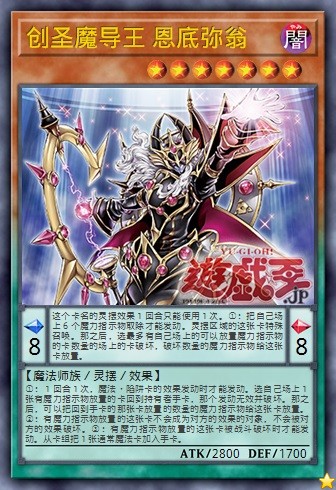 创圣魔导王 恩底弥翁
闇
YU-GI-OH!
遊戯王
.JP
这个卡名的灵摆效果1回合只能使用1次。①：把自己场
上6个魔力指示物取除才能发动。灵摆区域的这张卡特殊
召唤。那之后，选最多有自己场上的可以放置魔力指示物
的卡数量的场上的卡破坏，破坏数量的魔力指示物给这张
卡放置。
8
8
【魔法师族／灵摆／效果】
①：1回合1次，魔法·陷阱卡的效果发动时才能发动。选自己场上1
张有魔力指示物放置的卡回到持有者手卡，那个发动无效并破坏。那之
后，可以把回到手卡的那张卡放置的数量的魔力指示物给这张卡放置。
②：有魔力指示物放置的这张卡不会成为对方的效果的对象，不会被对
方的效果破坏。③：有魔力指示物放置的这张卡被战斗破坏时才能发
动。从卡组把1张通常魔法卡加入手卡。
ATK/2800 DEF/1700